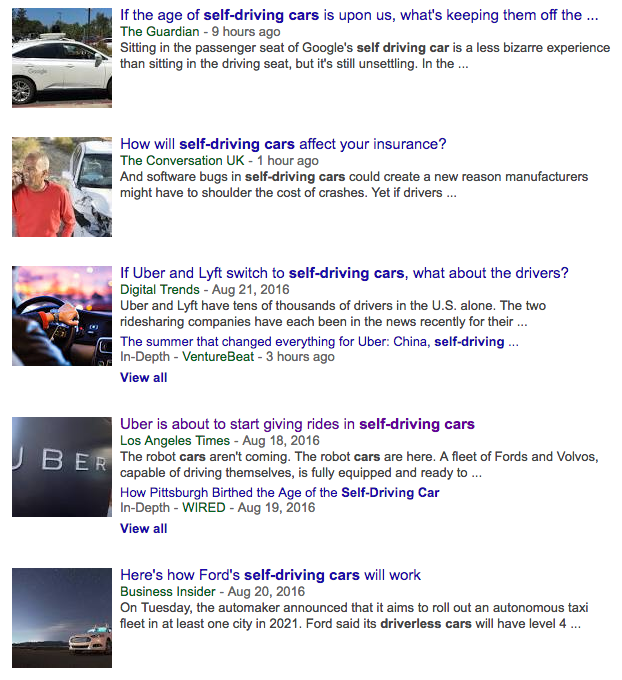 If the age of self-driving cars is upon us, what's keeping them off the ...
The Guardian - 9 hours ago
Sitting in the passenger seat of Google's self driving car is a less bizarre experience
than sitting in the driving seat, but it's still unsettling. In the ...
Google
How will self-driving cars affect your insurance?
The Conversation UK - 1 hour ago
And software bugs in self-driving cars could create a new reason manufacturers
might have to shoulder the cost of crashes. Yet if drivers ...
If Uber and Lyft switch to self-driving cars, what about the drivers?
Digital Trends - Aug 21, 2016
Uber and Lyft have tens of thousands of drivers in the U.S. alone. The two
ridesharing companies have each been in the news recently for their ...
The summer that changed everything for Uber: China, self-driving ...
In-Depth - VentureBeat - 3 hours ago
View all
Uber is about to start giving rides in self-driving cars
Los Angeles Times - Aug 18, 2016
The robot cars aren't coming. The robot cars are here. A fleet of Fords and Volvos,
capable of driving themselves, is fully equipped and ready to ...
UBER
How Pittsburgh Birthed the Age of the Self-Driving Car
In-Depth - WIRED - Aug 19, 2016
View all
Here's how Ford's self-driving cars will work
Business Insider - Aug 20, 2016
On Tuesday, the automaker announced that it aims to roll out an autonomous taxi
fleet in at least one city in 2021. Ford said its driverless cars will have level 4 ...